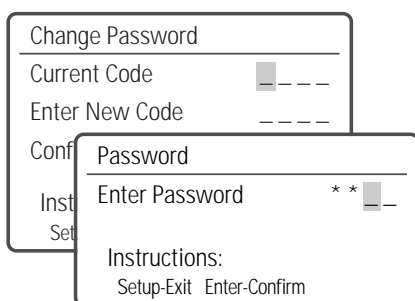 Change Password
Current Code _ _ _ _
Enter New Code _ _ _ _
Conf
Inst
Set
Password
Enter Password * * _ _
Instructions:
Setup-Exit Enter-Confirm